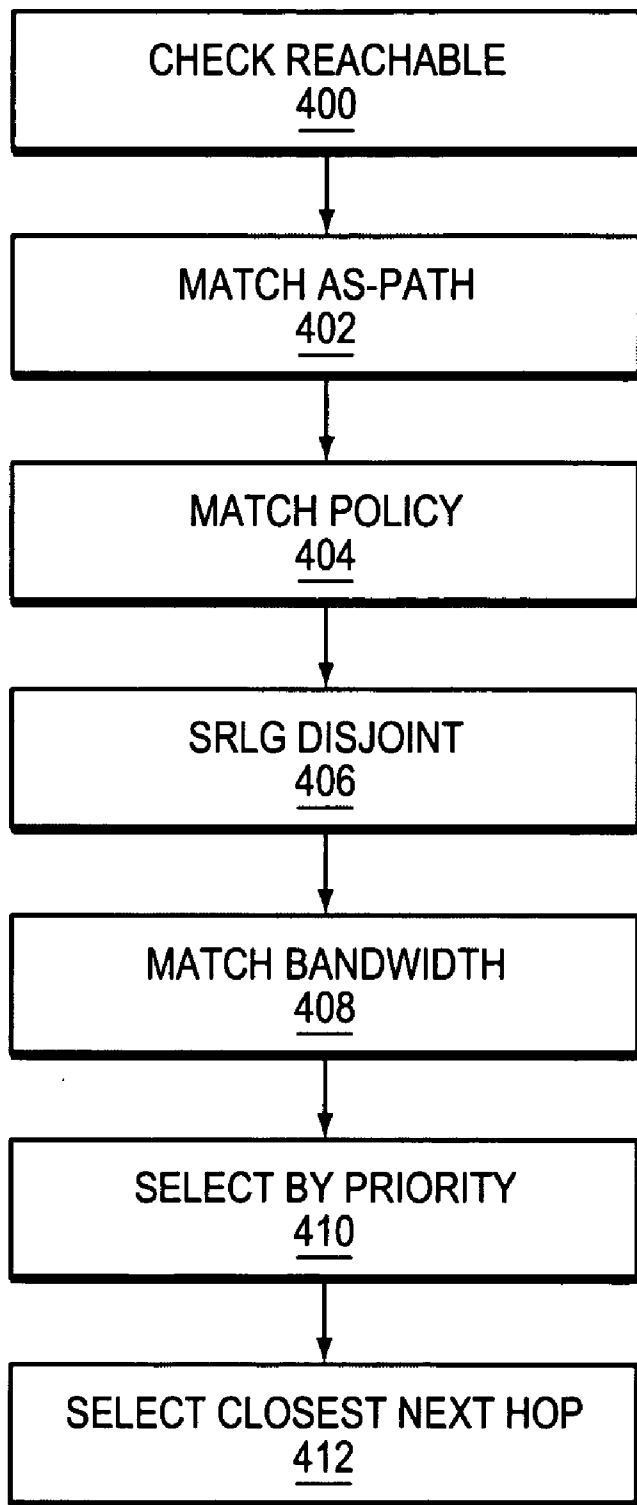 CHECK REACHABLE
400
MATCH AS-PATH
402
MATCH POLICY
404
SRLG DISJOINT
406
MATCH BANDWIDTH
408
SELECT BY PRIORITY
410
SELECT CLOSEST NEXT HOP
412